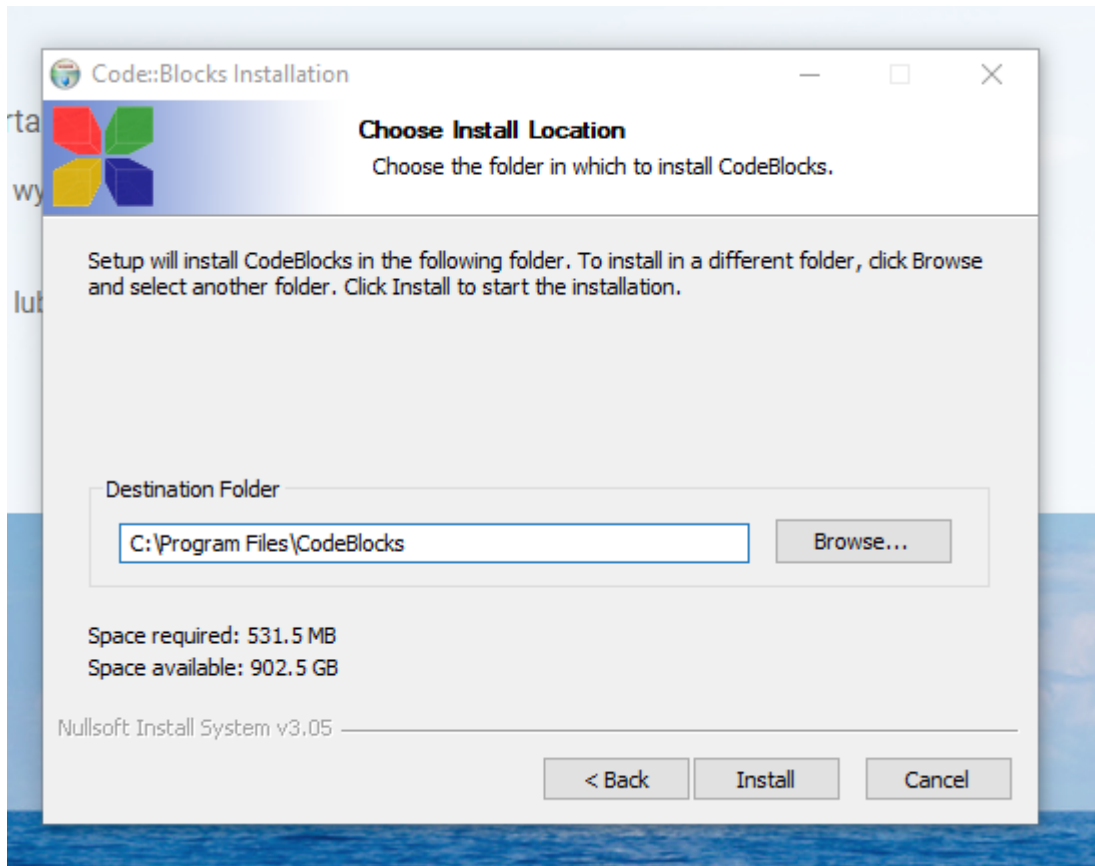 Code::Blocks Installation
Choose Install Location
Choose the folder in which to install CodeBlocks.
Setup will install CodeBlocks in the following folder. To install in a different folder, click Browse
and select another folder. Click Install to start the installation.
Destination Folder
C:\Program Files\CodeBlocks
Browse...
Space required: 531.5 MB
Space available: 902.5 GB
Nullsoft Install System v3.05
< Back
Install
Cancel